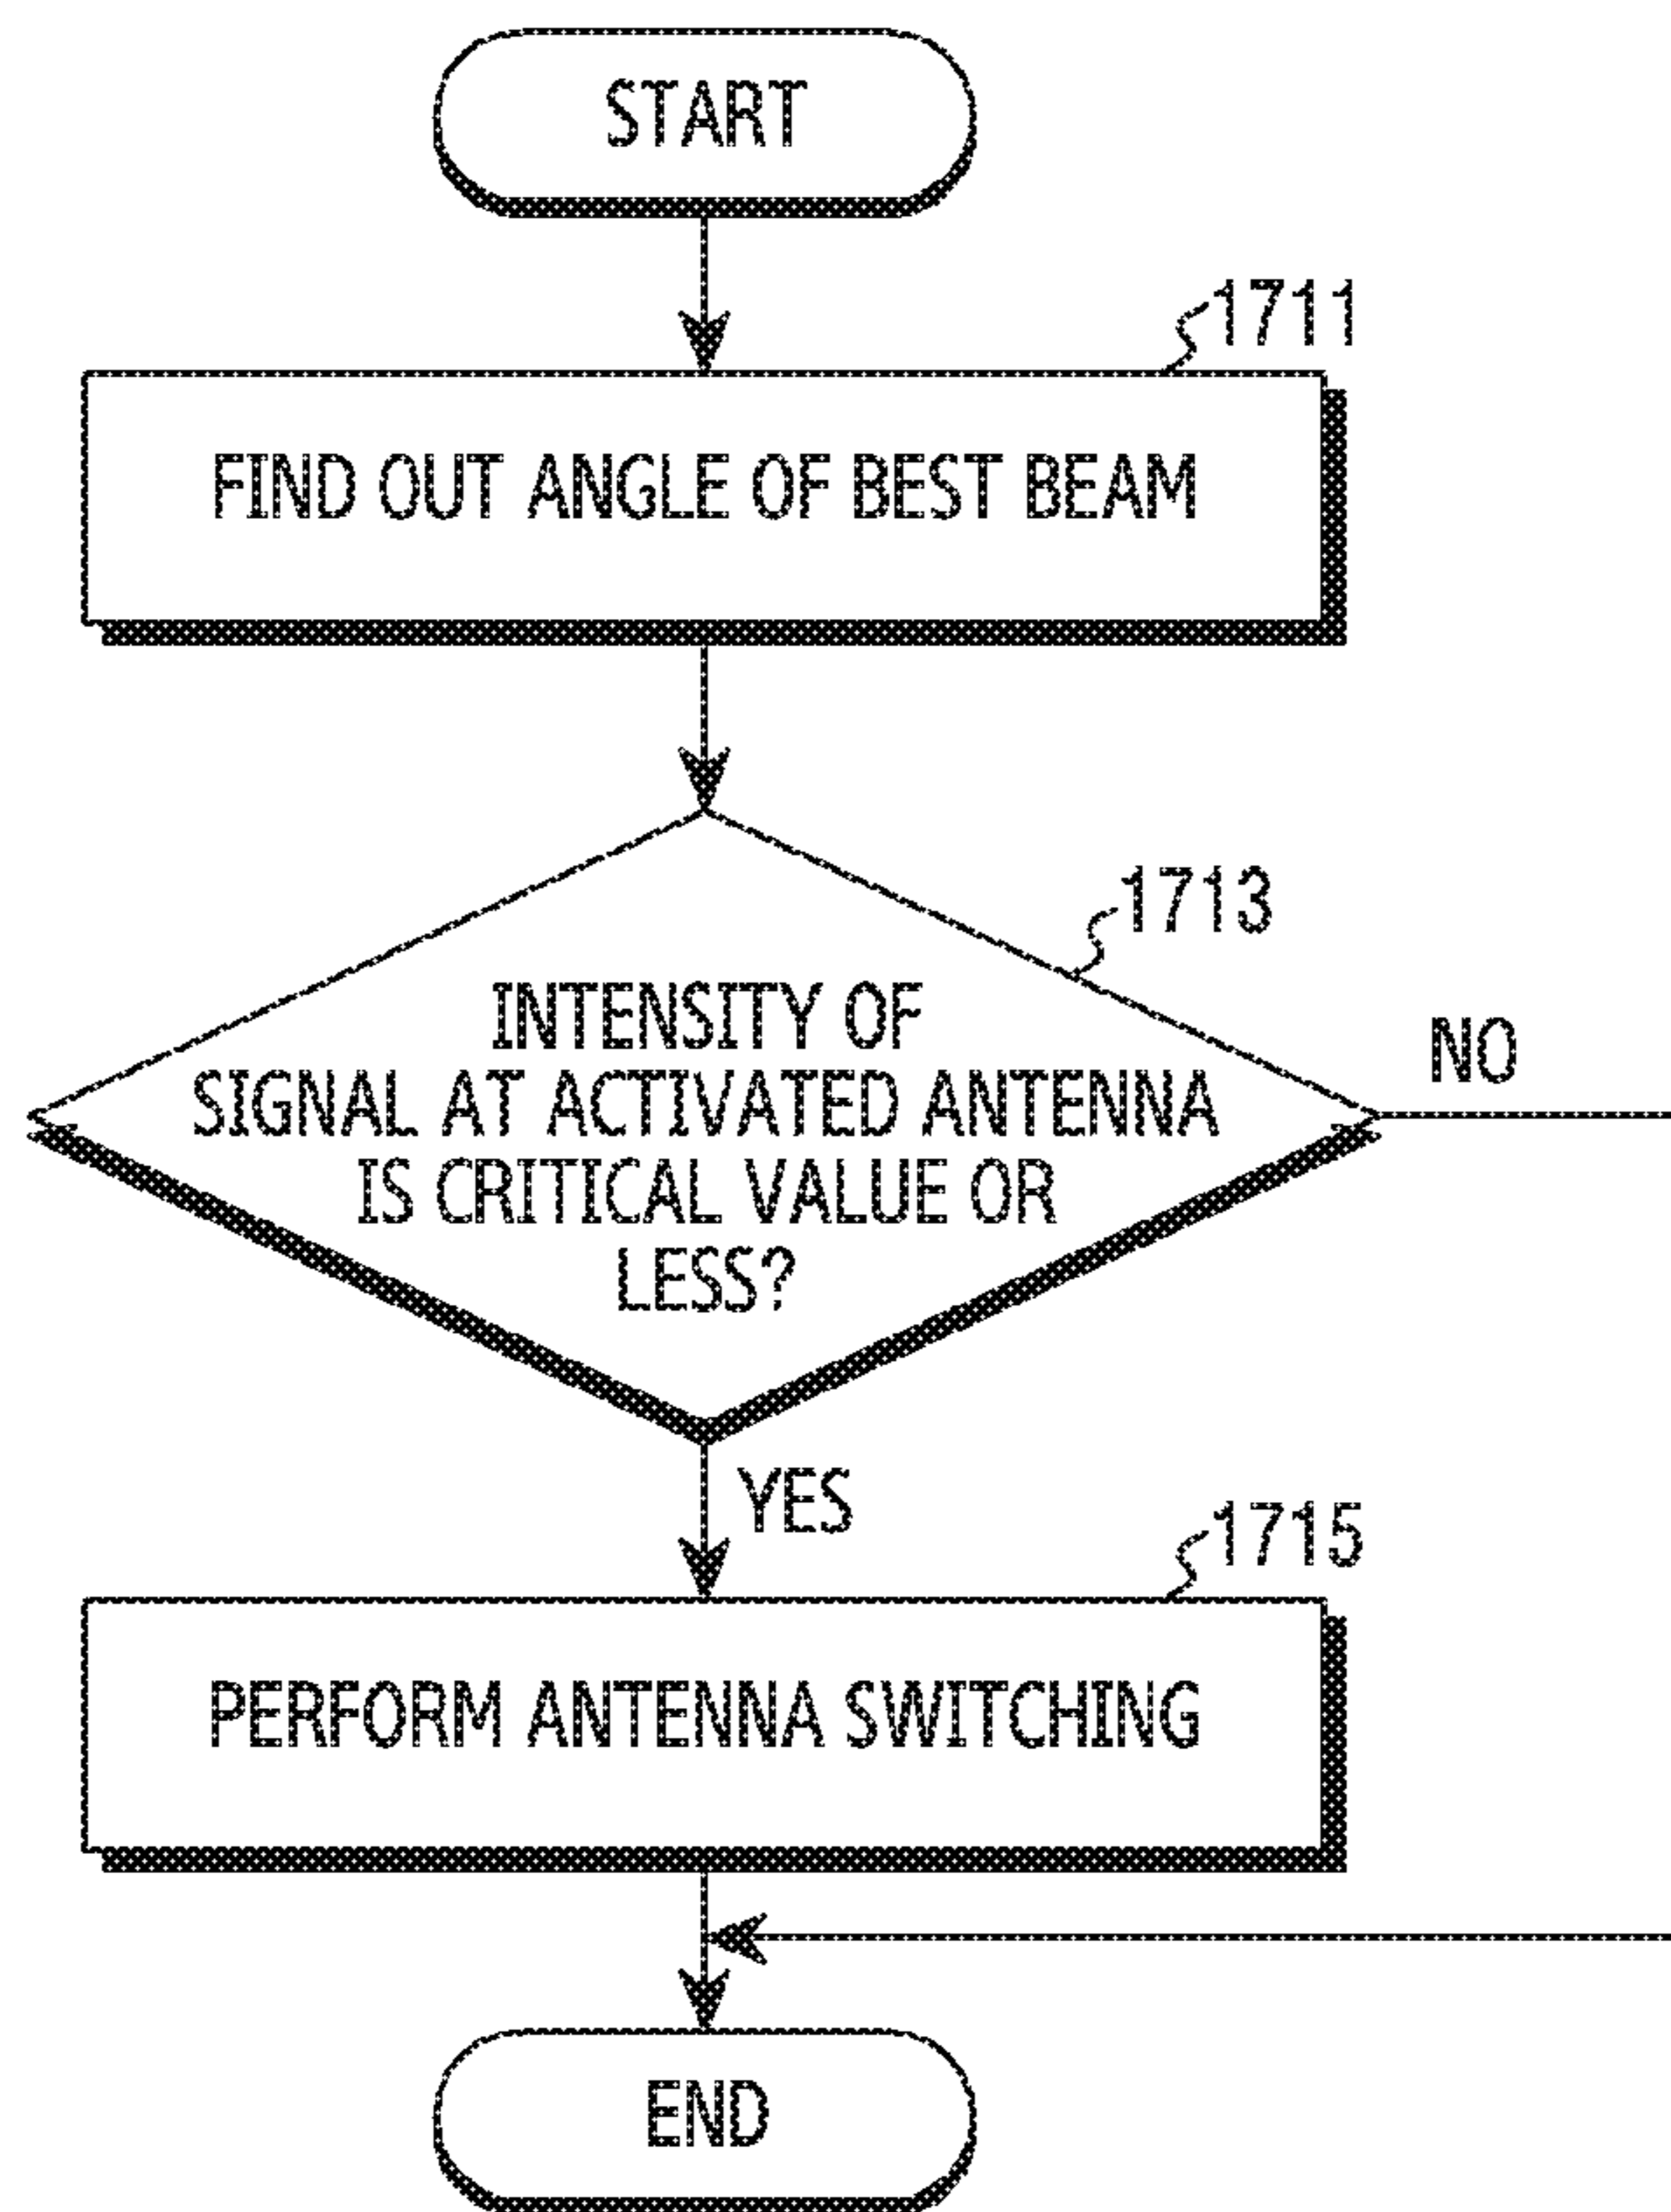 START
1711
FIND OUT ANGLE OF BEST BEAM
1713
INTENSITY OF
SIGNAL AT ACTIVATED ANTENNA
IS CRITICAL VALUE OR
LESS?
NO
YES
1715
PERFORM ANTENNA SWITCHING
END